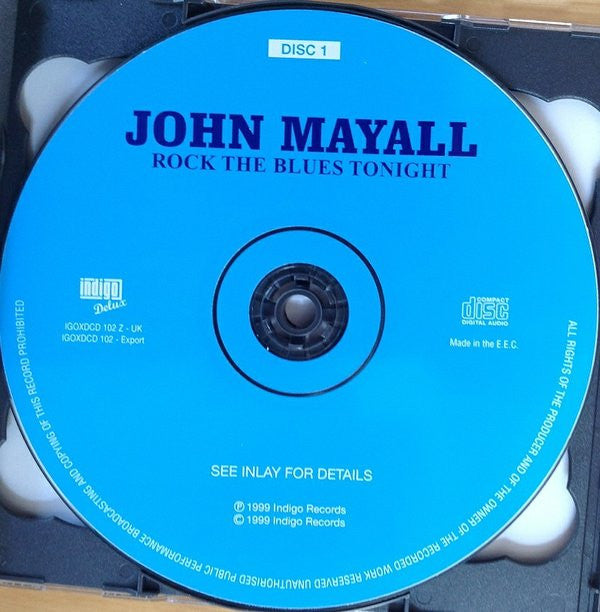 DISC 1
JOHN MAYALL
ROCK THE BLUES TONIGHT
indigo
Delux
IGOXDCD 102 Z - UK
IGOXDCD 102 - Export
COMPACT
disc
DIGITAL AUDIO
Made in the E.E.C.
SEE INLAY FOR DETAILS
℗ 1999 Indigo Records
© 1999 Indigo Records
ALL RIGHTS OF THE PRODUCER AND OF THE OWNER OF THE RECORDED WORK RESERVED UNAUTHORISED PUBLIC PERFORMANCE BROADCASTING AND COPYING OF THIS RECORD PROHIBITED